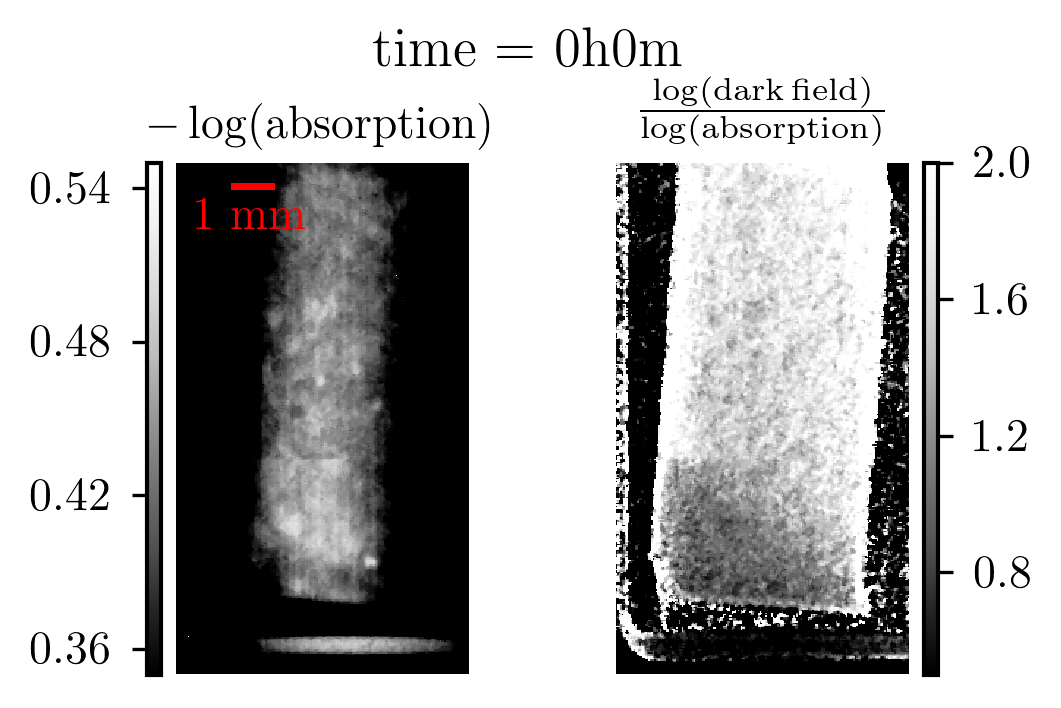 time = 0h0m
− log(absorption)
log(dark field)
log(absorption)
0.54
0.48
0.42
0.36
1 mm
2.0
1.6
1.2
0.8